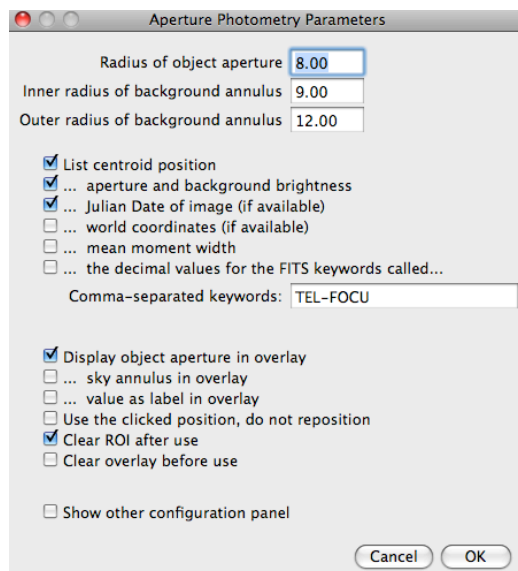 Aperture Photometry Parameters
Radius of object aperture 8.00
Inner radius of background annulus 9.00
Outer radius of background annulus 12.00
List centroid position
... aperture and background brightness
... Julian Date of image (if available)
... world coordinates (if available)
... mean moment width
... the decimal values for the FITS keywords called...
Comma-separated keywords: TEL-FOCU
Display object aperture in overlay
... sky annulus in overlay
... value as label in overlay
Use the clicked position, do not reposition
Clear ROI after use
Clear overlay before use
Show other configuration panel
Cancel OK